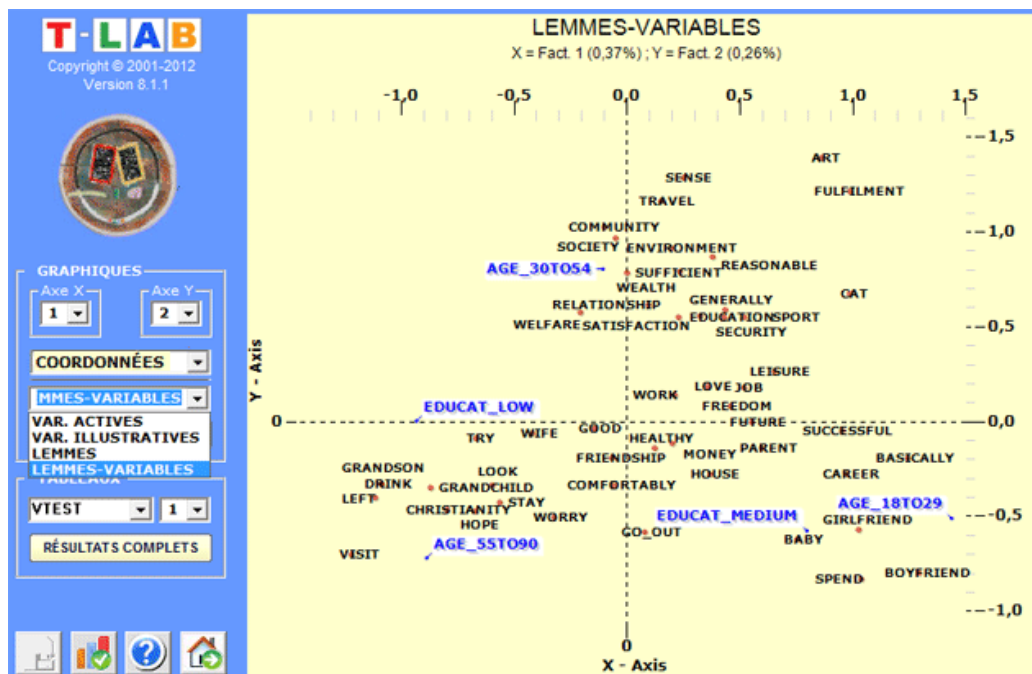 T-LAB
Copyright © 2001-2012
Version 8.1.1
GRAPHIQUES
Axe X
Axe Y
1
2
COORDONNÉES
MMES-VARIABLES
VAR. ACTIVES
VAR. ILLUSTRATIVES
LEMMES
LEMMES-VARIABLES
TABLEAUX
VTEST
1
RÉSULTATS COMPLETS
LEMMES-VARIABLES
X = Fact. 1 (0,37%) ; Y = Fact. 2 (0,26%)
-1,0 -0,5 0,0 0,5 1,0 1,5
1,5
ART
SENSE
FULFILMENT
TRAVEL
COMMUNITY
1,0
SOCIETY ENVIRONMENT
AGE_30TO54
SUFFICIENT REASONABLE
WEALTH
CAT
RELATIONSHIP GENERALLY
WELFARE SATISFACTION EDUCATION SPORT
0,5
SECURITY
Y - Axis
LEISURE
LOVE JOB
WORK
FREEDOM
EDUCAT_LOW
0
FUTURE
0,0
TRY WIFE GOOD
SUCCESSFUL
HEALTHY
PARENT
FRIENDSHIP MONEY
BASICALLY
GRANDSON LOOK
HOUSE CAREER
DRINK GRANDCHILD COMFORTABLY
LEFT
STAY
AGE_18TO29
CHRISTIANITY
WORRY
EDUCAT_MEDIUM
GIRLFRIEND
-0,5
HOPE
GO_OUT
BABY
AGE_55TO90
VISIT
SPEND BOYFRIEND
-1,0
0
X - Axis